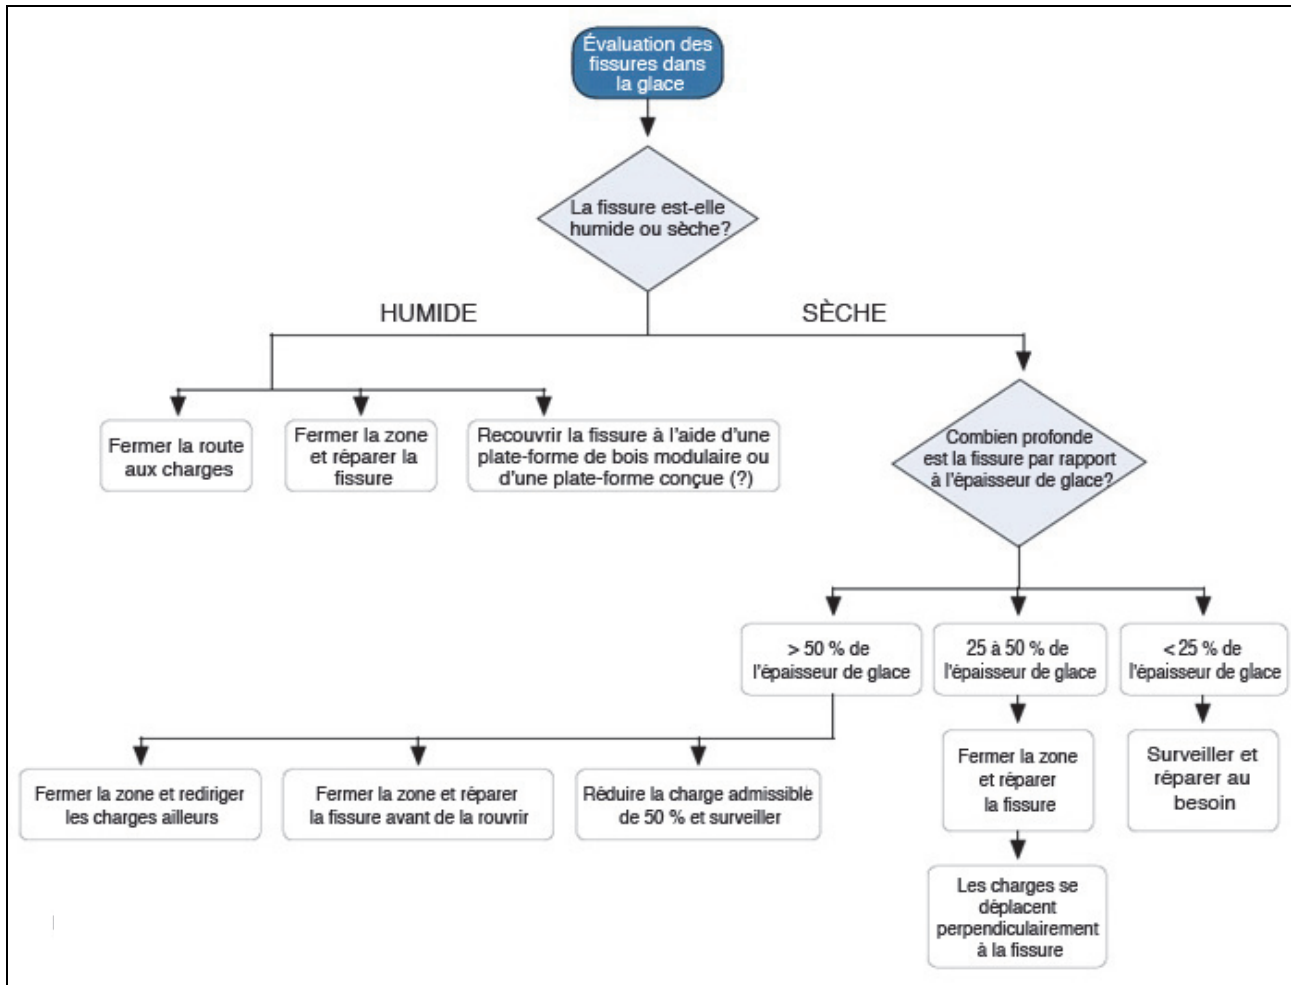 Évaluation des
fissures dans
la glace
La fissure est-elle
humide ou sèche?
HUMIDE
SÈCHE
Fermer la route
aux charges
Fermer la zone
et réparer la
fissure
Recouvrir la fissure à l'aide d'une
plate-forme de bois modulaire ou
d'une plate-forme conçue (?)
Combien profonde
est la fissure par rapport
à l'épaisseur de glace?
> 50 % de
l'épaisseur de glace
25 à 50 % de
l'épaisseur de glace
< 25 % de
l'épaisseur de glace
Fermer la zone et rediriger
les charges ailleurs
Fermer la zone et réparer
la fissure avant de la rouvrir
Réduire la charge admissible
de 50 % et surveiller
Fermer la zone
et réparer
la fissure
Surveiller et
réparer au
besoin
Les charges se
déplacent
perpendiculairement
à la fissure